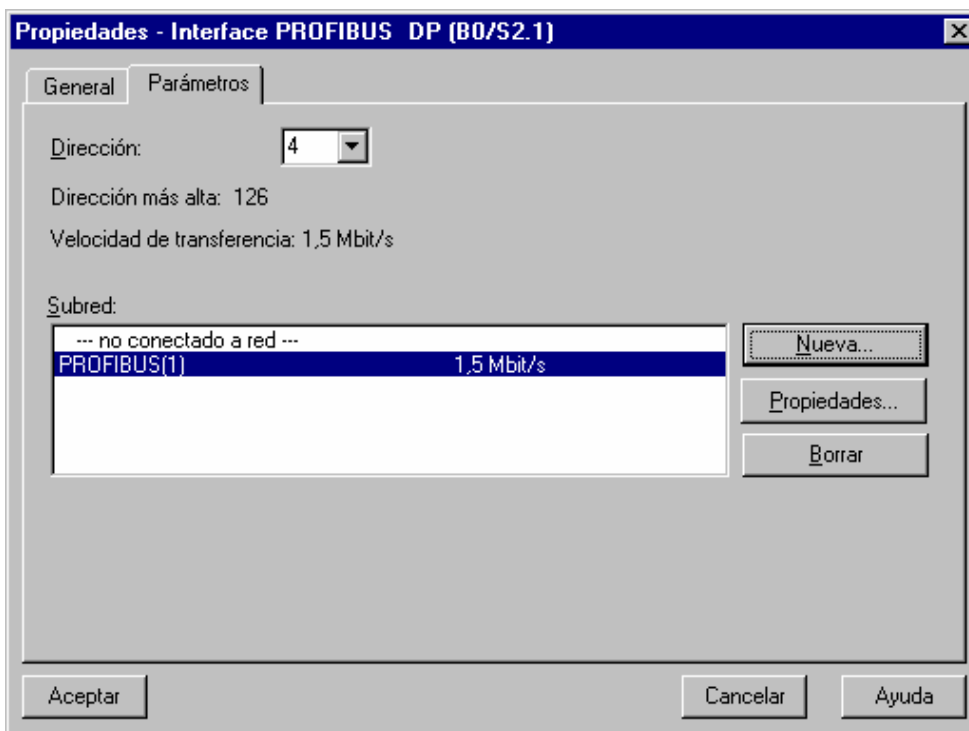 Propiedades - Interface PROFIBUS DP (B0/S2.1)
General Parámetros
Dirección: 4
Dirección más alta: 126
Velocidad de transferencia: 1,5 Mbit/s
Subred:
--- no conectado a red ---
PROFIBUS(1) 1,5 Mbit/s
Nueva...
Propiedades...
Borrar
Aceptar Cancelar Ayuda